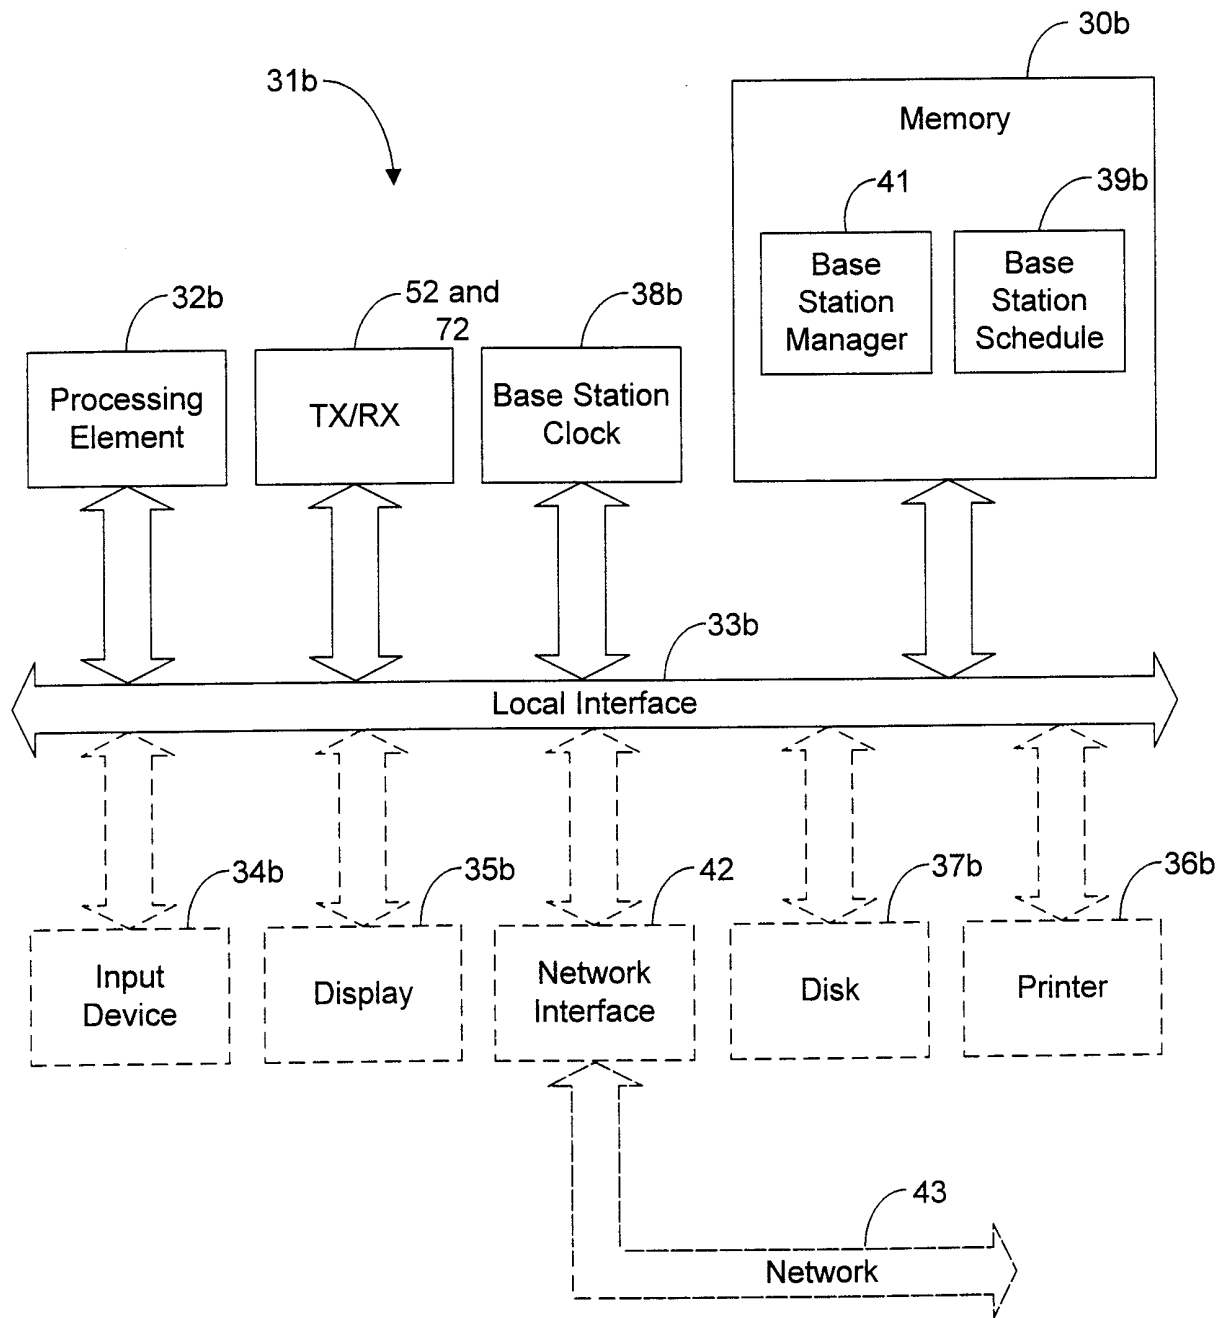 30b
31b
Memory
41
39b
Base
Station
Manager
Base
Station
Schedule
32b
52 and
72
38b
Processing
Element
TX/RX
Base Station
Clock
33b
Local Interface
34b
35b
42
37b
36b
Input
Device
Display
Network
Interface
Disk
Printer
43
Network